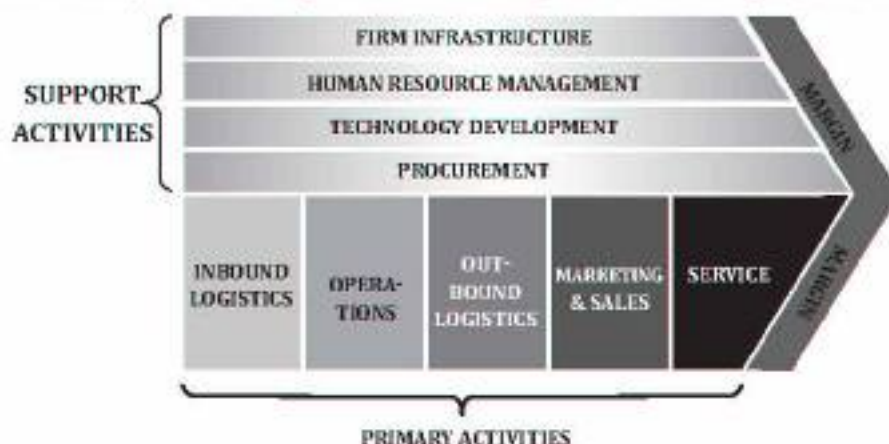 FIRM INFRASTRUCTURE
HUMAN RESOURCE MANAGEMENT
SUPPORT
ACTIVITIES
TECHNOLOGY DEVELOPMENT
PROCUREMENT
MARGIN
INBOUND
LOGISTICS
OPERA-
TIONS
OUT-
BOUND
LOGISTICS
MARKETING
& SALES
SERVICE
MARGIN
PRIMARY ACTIVITIES